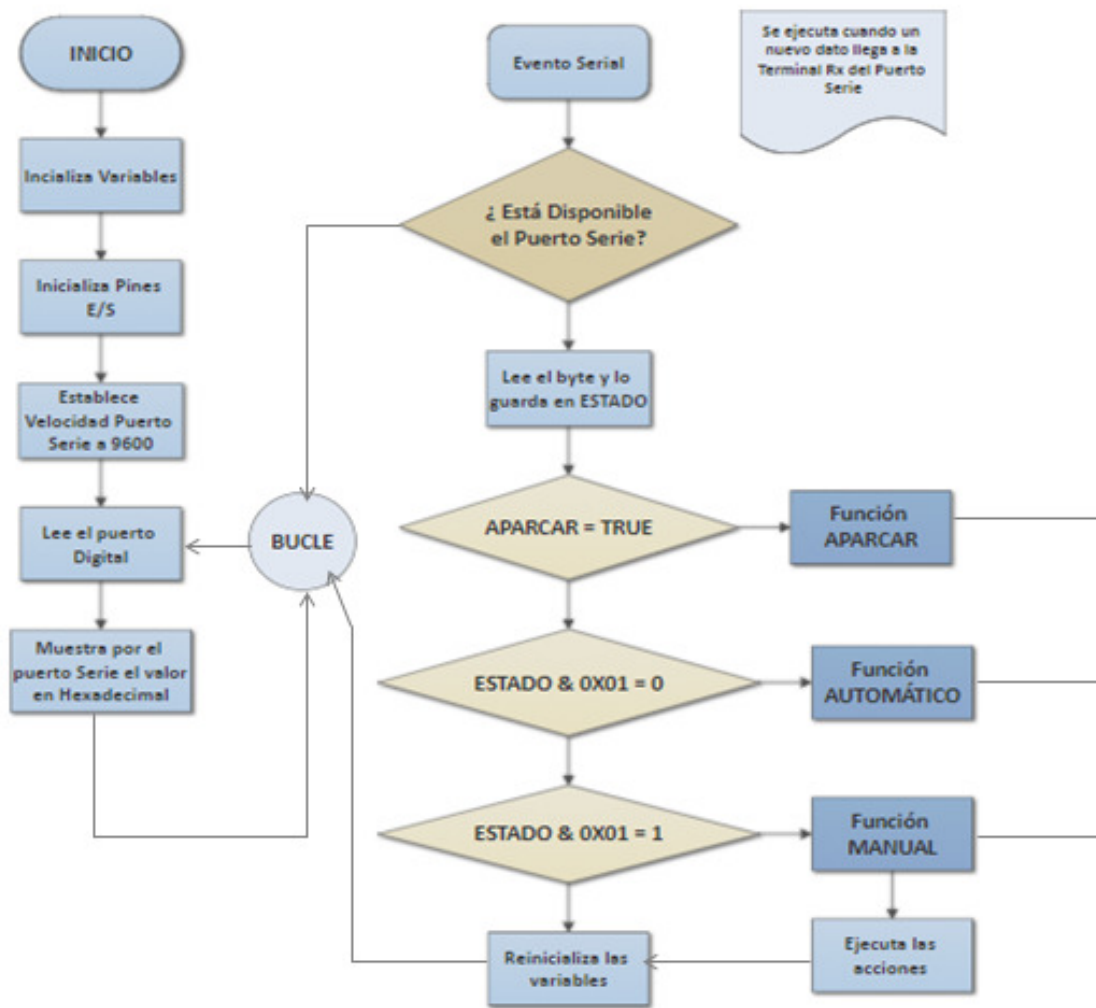 INICIO
Incializa Variables
Inicializa Pines
E/S
Establece
Velocidad Puerto
Serie a 9600
Lee el puerto
Digital
Muestra por el
puerto Serie el valor
en Hexadecimal
BUCLE
Evento Serial
¿ Está Disponible
el Puerto Serie?
Lee el byte y lo
guarda en ESTADO
APARCAR = TRUE
Función
APARCAR
ESTADO & 0X01 = 0
Función
AUTOMÁTICO
ESTADO & 0X01 = 1
Función
MANUAL
Ejecuta las
acciones
Reinicializa las
variables
Se ejecuta cuando un
nuevo dato llega a la
Terminal Rx del Puerto
Serie